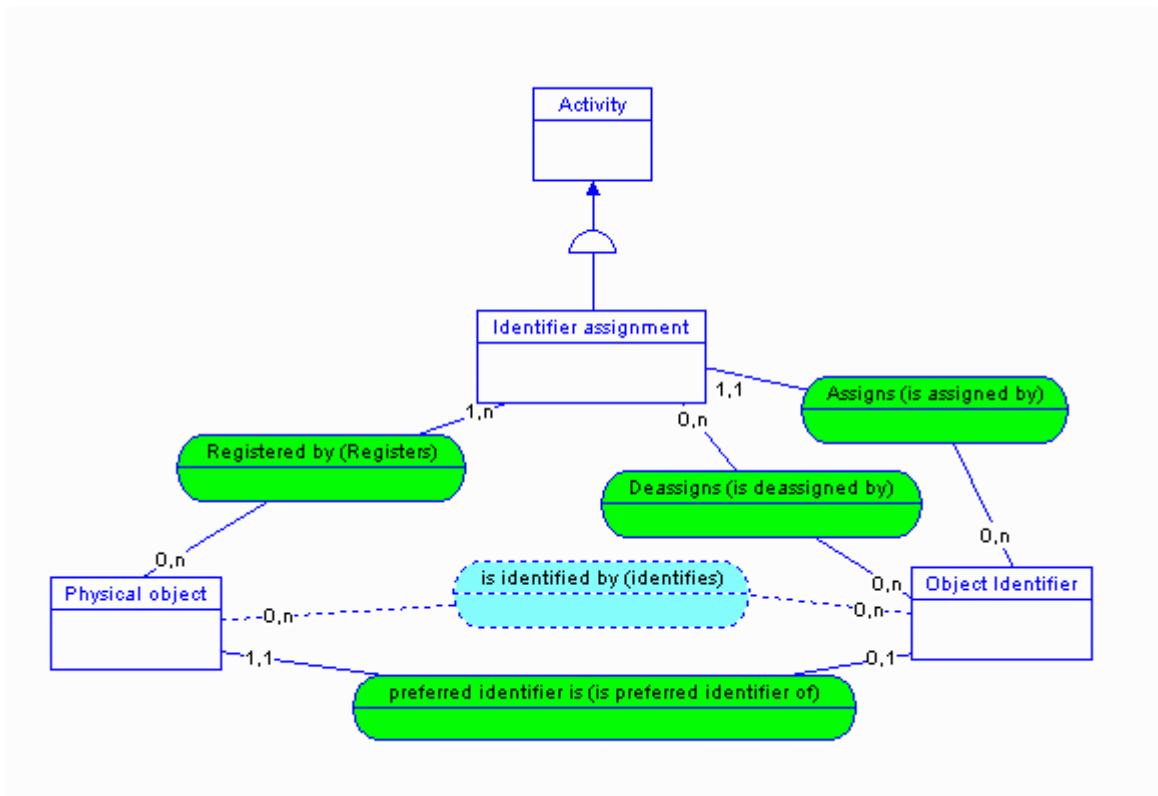 Activity
Identifier assignment
1,1
Assigns (is assigned by)
1,n
0,n
Registered by (Registers)
Deassigns (is deassigned by)
0,n
0,n
is identified by (identifies)
0,n
Physical object
Object Identifier
0,n
0,n
1,1
0,1
preferred identifier is (is preferred identifier of)